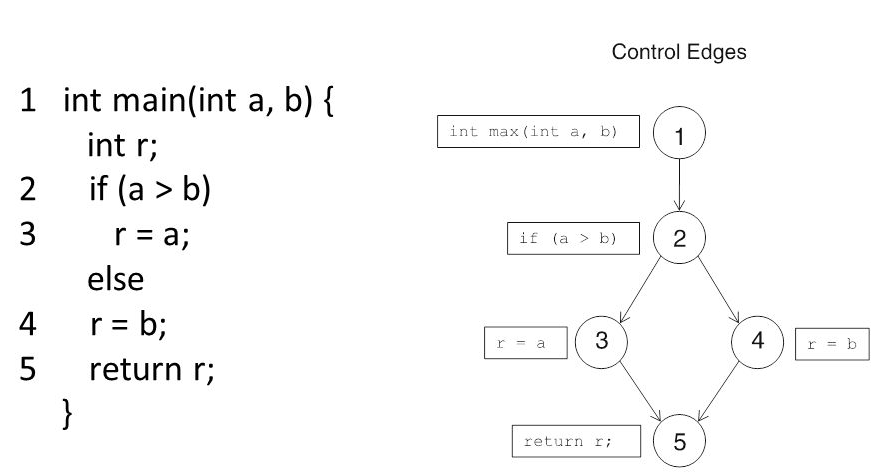 1 int main(int a, b) {
int r;
2 if (a > b)
3 r = a;
else
4 r = b;
5 return r;
}
Control Edges
int max(int a, b) 1
if (a > b) 2
r = a 3 4 r = b
return r; 5